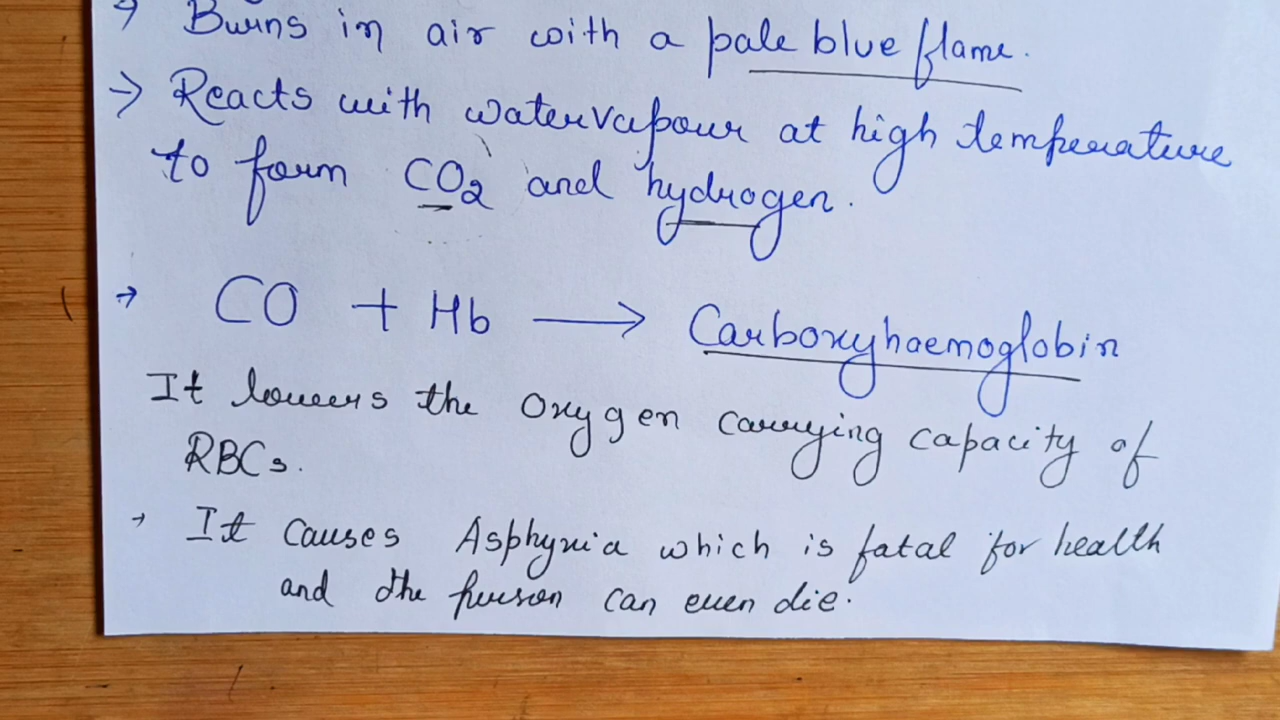 → Burns in air with a pale blue flame.
→ Reacts with watervapour at high temperature
to form CO2 and hydrogen.
→ CO + Hb ⟶ Carboxyhaemoglobin
It lowers the oxygen carrying capacity of
RBCs.
→ It causes Asphyxia which is fatal for health
and the person can even die.